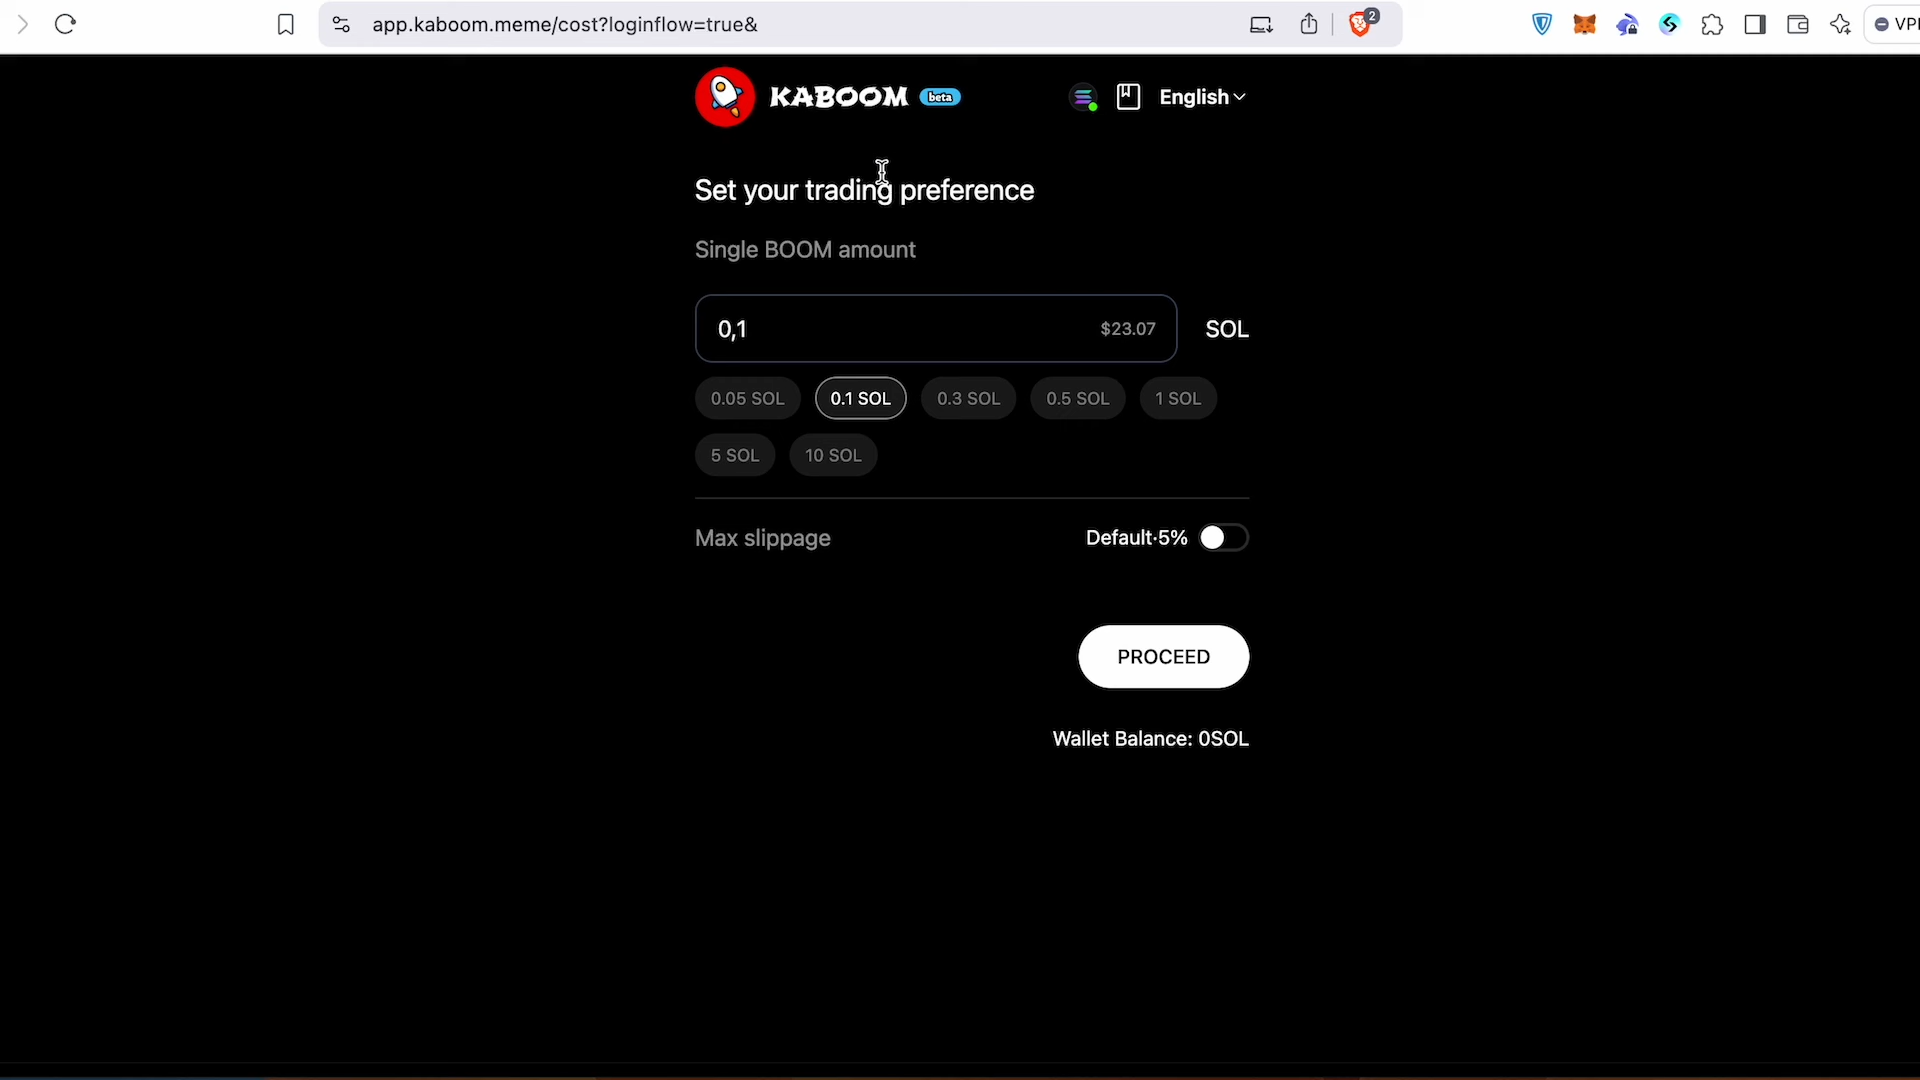 app.kaboom.meme/cost?loginflow=true&
2
VP
KABOOM beta
English
Set your trading preference
Single BOOM amount
0,1 $23.07 SOL
0.05 SOL 0.1 SOL 0.3 SOL 0.5 SOL 1 SOL
5 SOL 10 SOL
Max slippage Default·5%
PROCEED
Wallet Balance: 0SOL